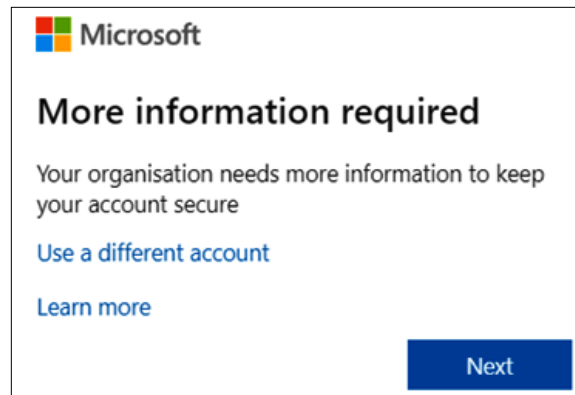 Microsoft
More information required
Your organisation needs more information to keep
your account secure
Use a different account
Learn more
Next